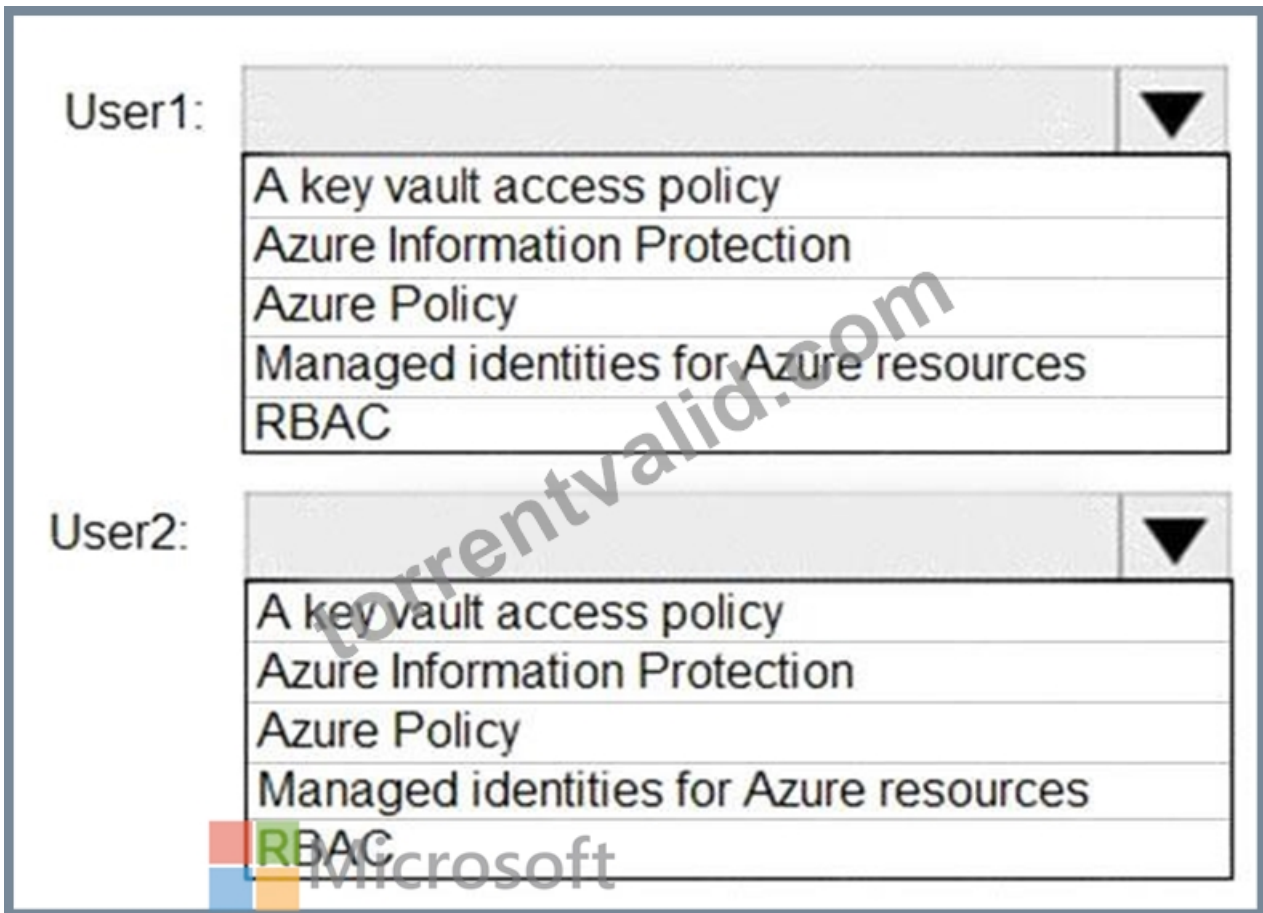 User1:
A key vault access policy
Azure Information Protection
Azure Policy
Managed identities for Azure resources
RBAC
User2:
A key vault access policy
Azure Information Protection
Azure Policy
Managed identities for Azure resources
RBAC
torrentvalid.com
Microsoft